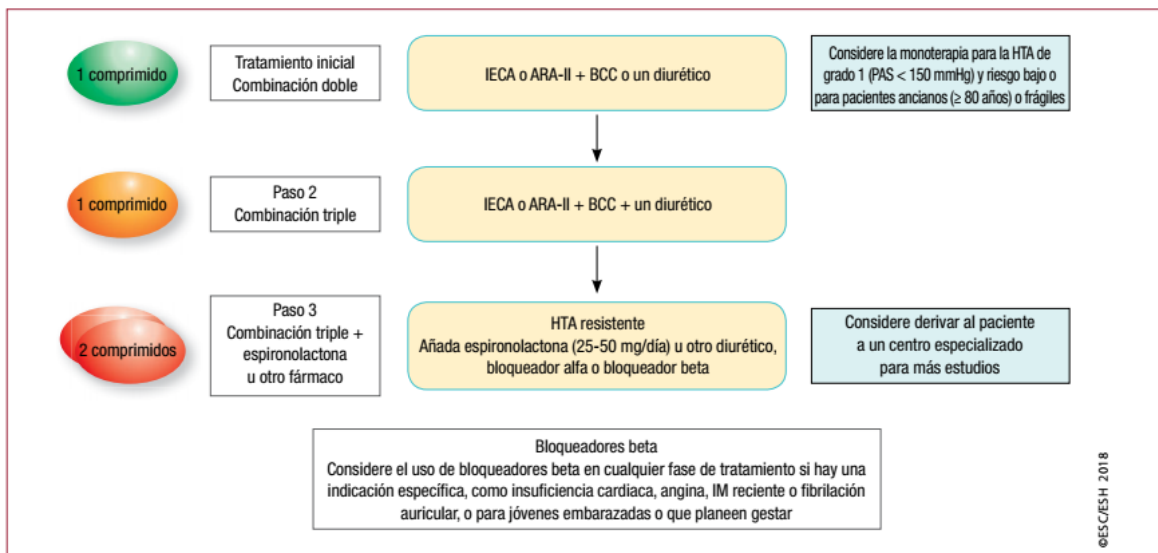 1 comprimido
Tratamiento inicial
Combinación doble
IECA o ARA-II + BCC o un diurético
Considere la monoterapia para la HTA de
grado 1 (PAS < 150 mmHg) y riesgo bajo o
para pacientes ancianos (≥ 80 años) o frágiles
1 comprimido
Paso 2
Combinación triple
IECA o ARA-II + BCC + un diurético
2 comprimidos
Paso 3
Combinación triple +
espironolactona
u otro fármaco
HTA resistente
Añada espironolactona (25-50 mg/día) u otro diurético,
bloqueador alfa o bloqueador beta
Considere derivar al paciente
a un centro especializado
para más estudios
Bloqueadores beta
Considere el uso de bloqueadores beta en cualquier fase de tratamiento si hay una
indicación específica, como insuficiencia cardiaca, angina, IM reciente o fibrilación
auricular, o para jóvenes embarazadas o que planeen gestar
©ESC/ESH 2018